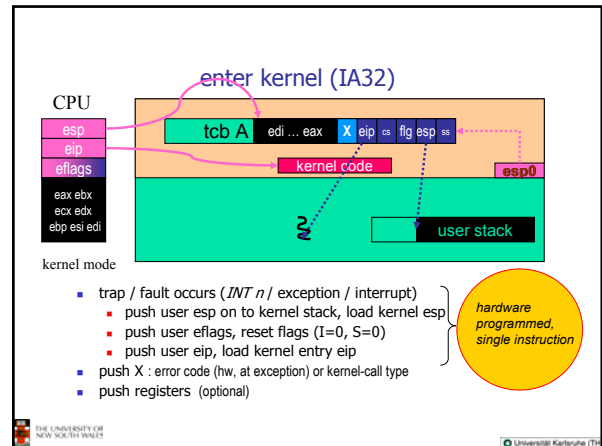 enter kernel (IA32)
CPU
esp
eip
eflags
eax ebx
ecx edx
ebp esi edi
kernel mode
tcb A
edi ... eax
X
eip
cs
flg
esp
ss
kernel code
esp0
user stack
trap / fault occurs (INT n / exception / interrupt)
push user esp on to kernel stack, load kernel esp
push user eflags, reset flags (I=0, S=0)
push user eip, load kernel entry eip
push X : error code (hw, at exception) or kernel-call type
push registers (optional)
hardware
programmed,
single instruction
THE UNIVERSITY OF
NEW SOUTH WALES
© Universität Karlsruhe (TH)